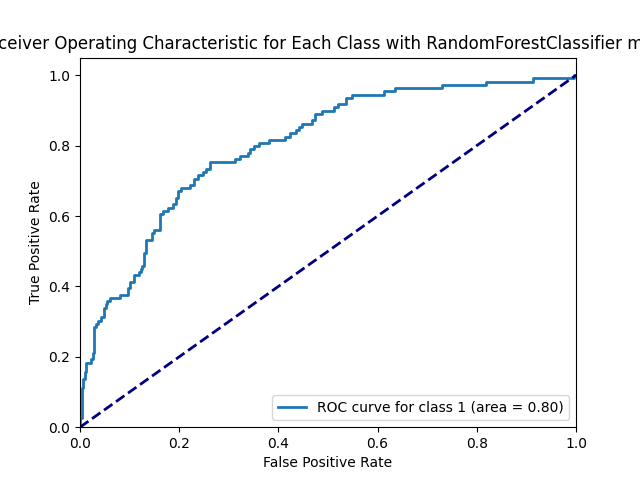 ceiver Operating Characteristic for Each Class with RandomForestClassifier m
1.0
0.8
0.6
0.4
0.2
0.0
True Positive Rate
ROC curve for class 1 (area = 0.80)
0.0 0.2 0.4 0.6 0.8 1.0
False Positive Rate